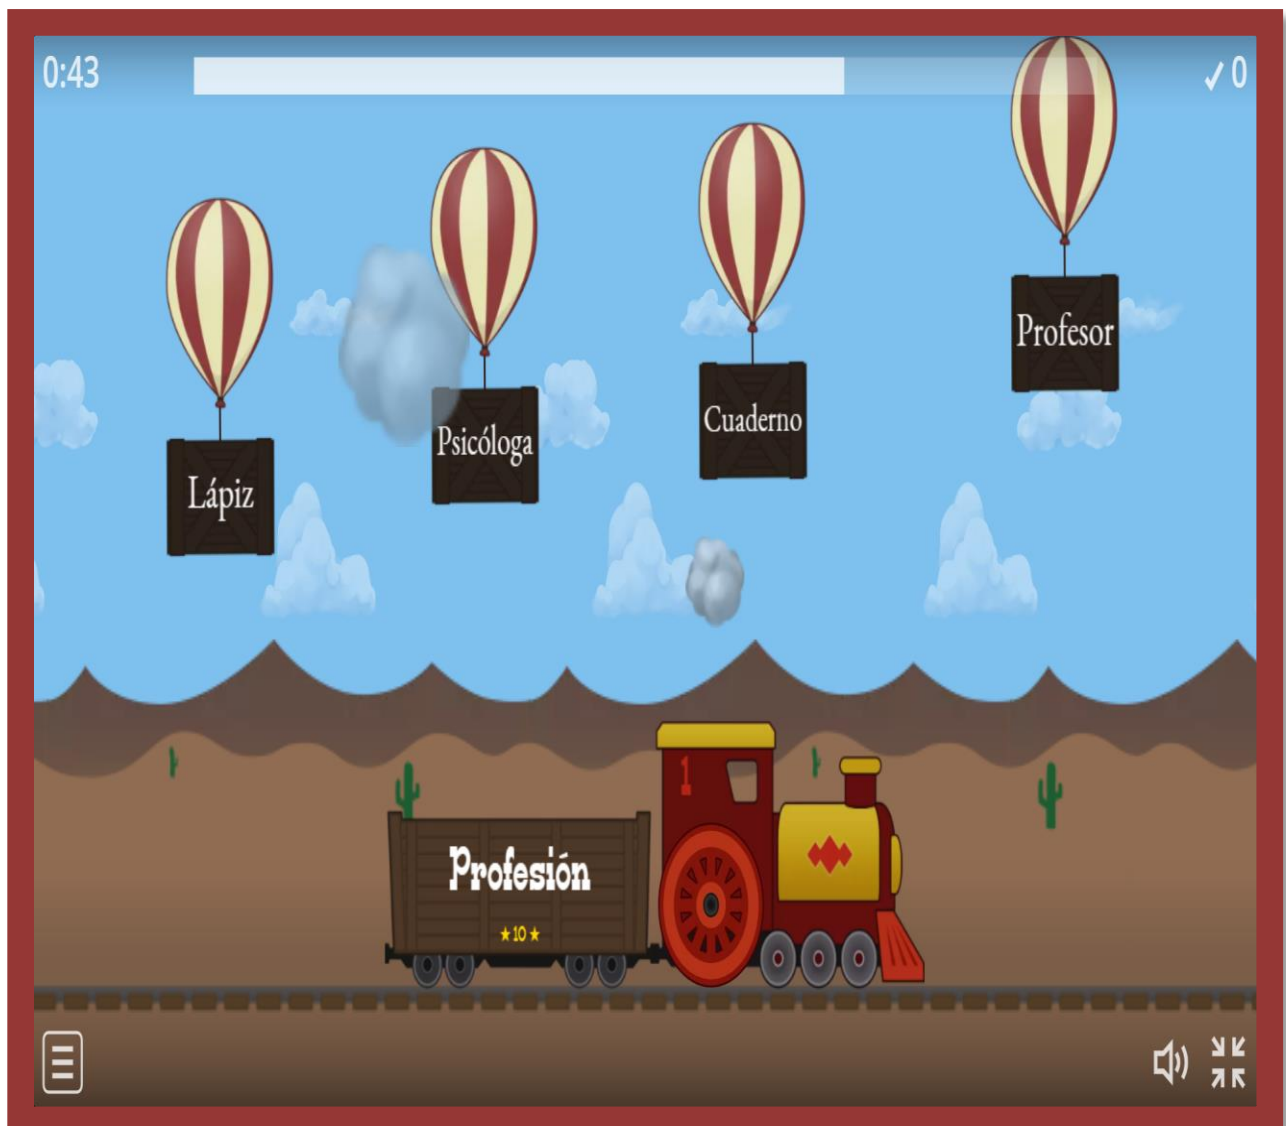 0:43
✓ 0
Profesor
Cuaderno
Psicóloga
Lápiz
1
Profesión
★ 10 ★